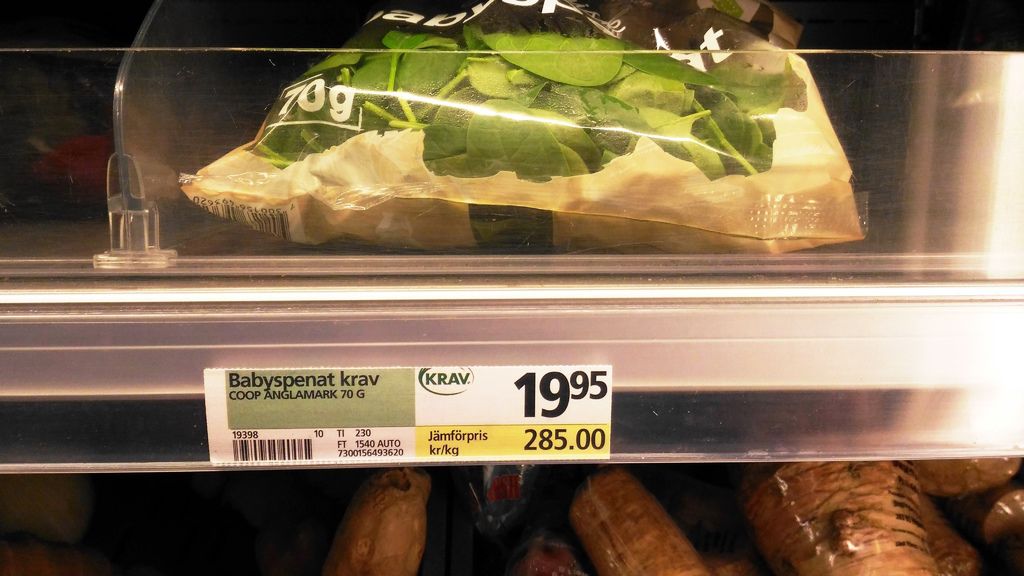 70g
Babyspenat krav
COOP ÄNGLAMARK 70 G
KRAV
19 95
19398 10 TI 230
FT 1540 AUTO
7300156493620
Jämförpris
kr/kg
285.00